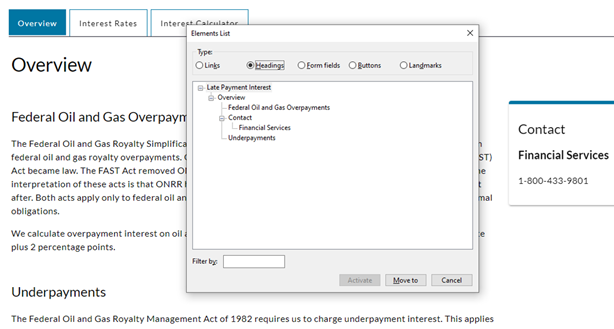 Overview
Interest Rates
Interest Calculator
Overview
Elements List
Type:
Links
Headings
Form fields
Buttons
Landmarks
Late Payment Interest
Overview
Federal Oil and Gas Overpayments
Contact
Financial Services
Underpayments
Filter by:
Activate
Move to
Cancel
Federal Oil and Gas Overpaym
The Federal Oil and Gas Royalty Simplifica
federal oil and gas royalty overpayments.
ST)
Act became law. The FAST Act removed
interpretation of these acts is that ONRR
after. Both acts apply only to federal oil an
obligations.
We calculate overpayment interest on oil a
plus 2 percentage points.
Contact
Financial Services
1-800-433-9801
Underpayments
The Federal Oil and Gas Royalty Management Act of 1982 requires us to charge underpayment interest. This applies